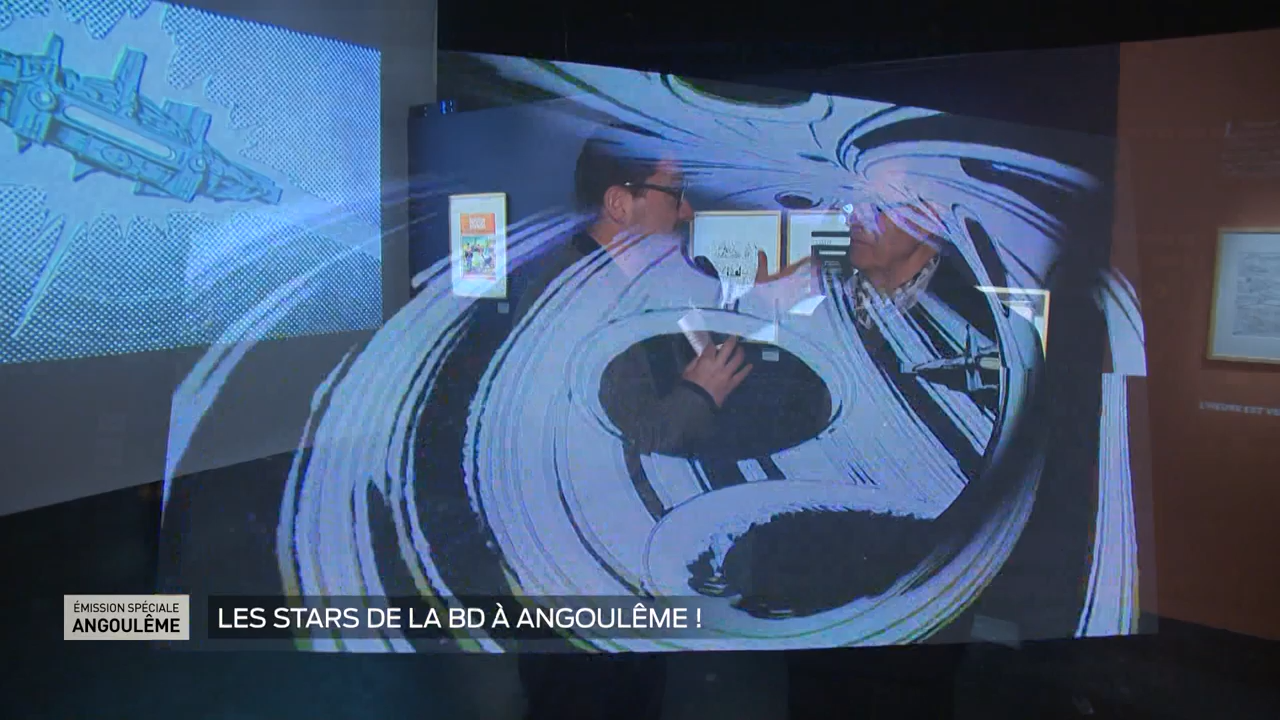 ÉMISSION SPÉCIALE
ANGOULÊME
LES STARS DE LA BD À ANGOULÊME !